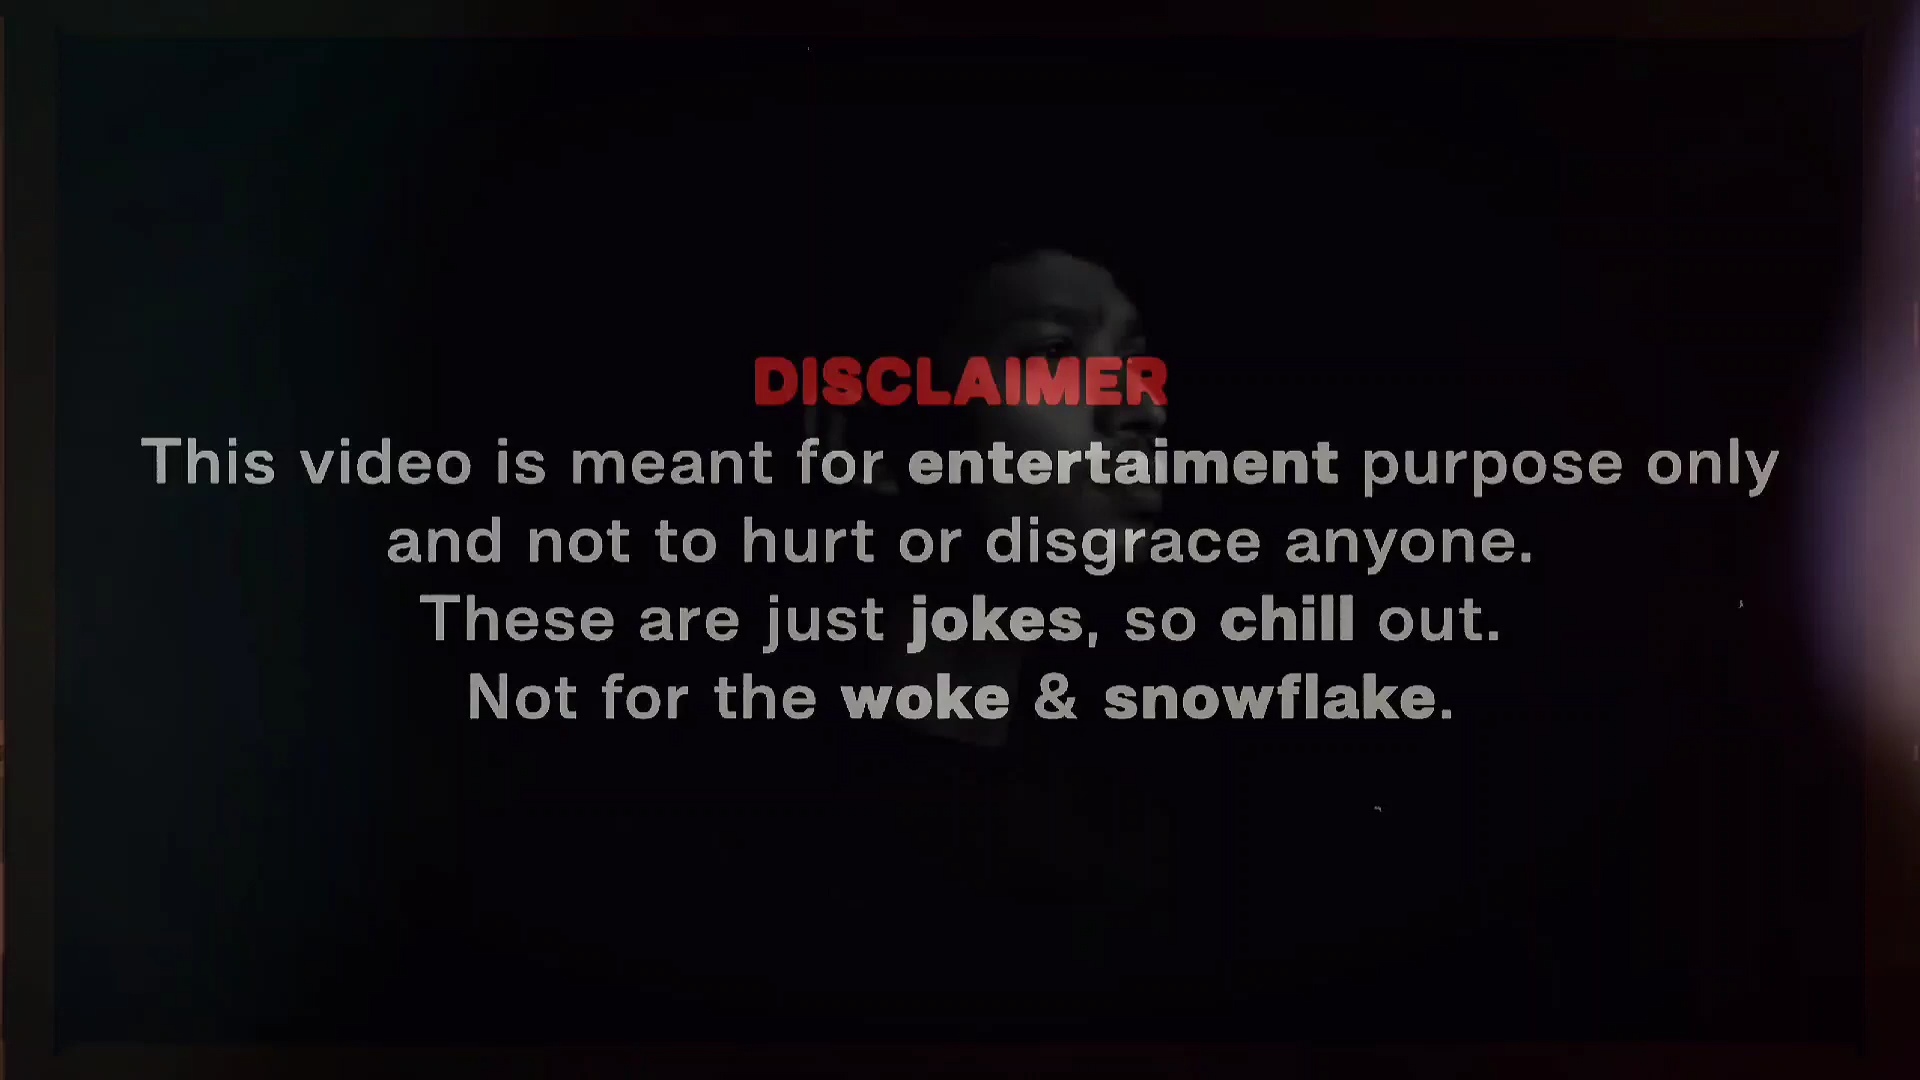 DISCLAIMER
This video is meant for entertaiment purpose only
and not to hurt or disgrace anyone.
These are just jokes, so chill out.
Not for the woke & snowflake.